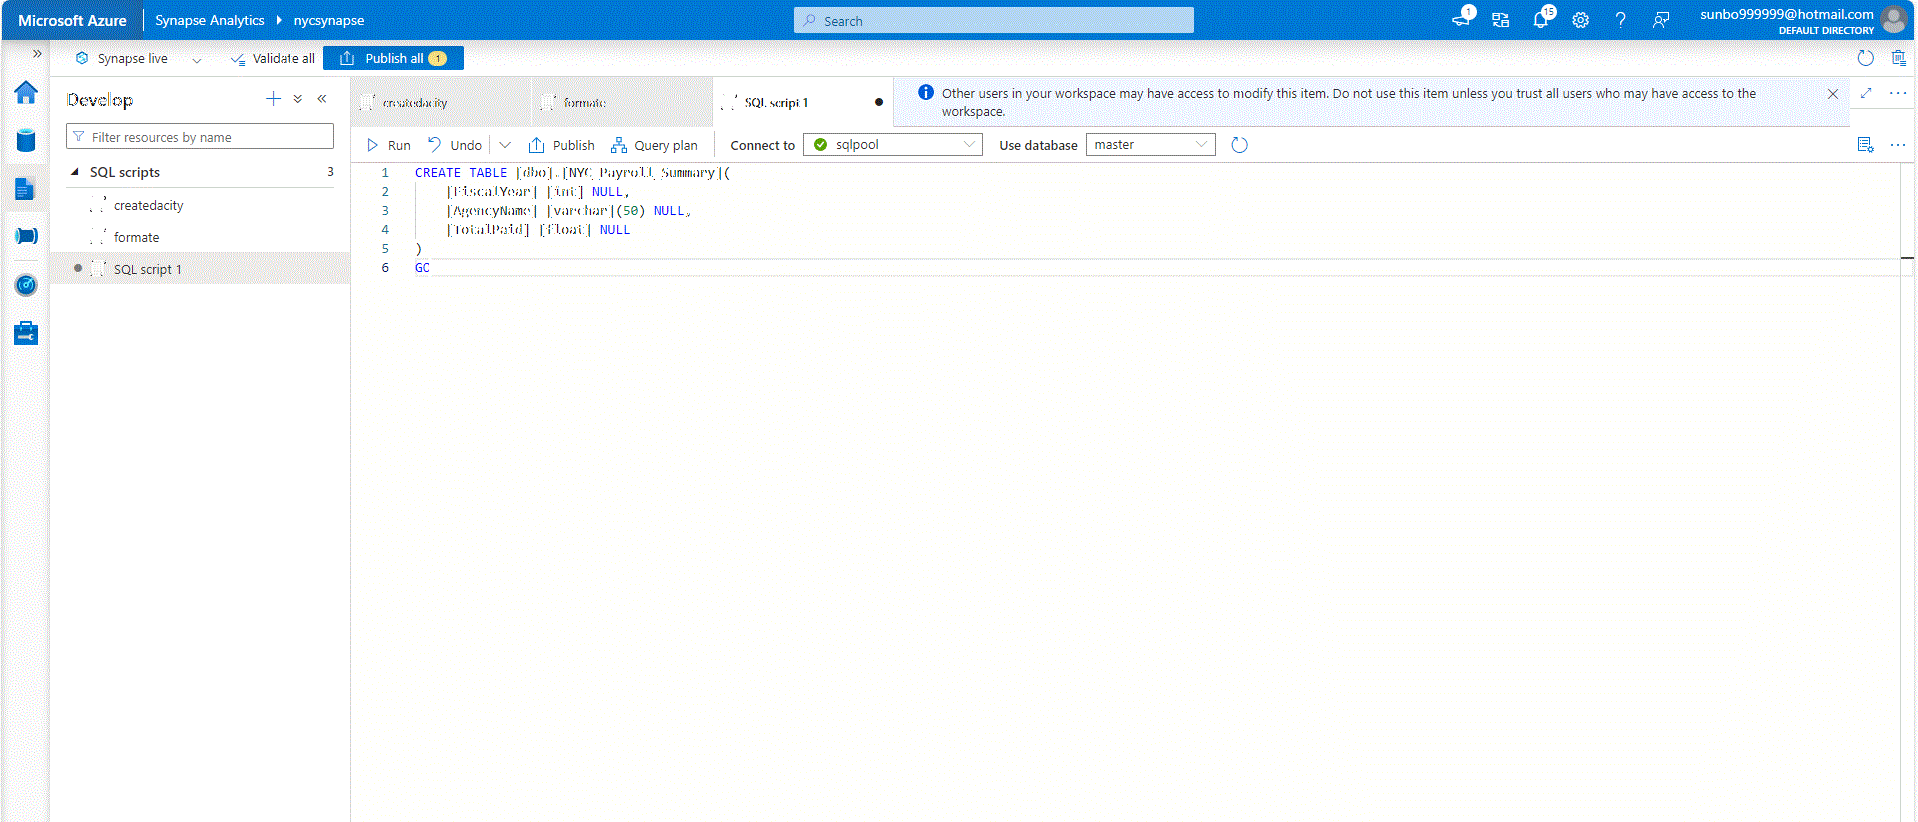 Microsoft Azure
Synapse Analytics
nycsynapse
Search
1
15
sunbo999999@hotmail.com
DEFAULT DIRECTORY
Synapse live
Validate all
Publish all 1
Develop
Filter resources by name
SQL scripts 3
createdacity
formate
SQL script 1
createdacity
formate
SQL script 1
Other users in your workspace may have access to modify this item. Do not use this item unless you trust all users who may have access to the
workspace.
Run
Undo
Publish
Query plan
Connect to
sqlpool
Use database
master
1 CREATE TABLE [dbo].[NYC_Payroll_Summary](
2 [FiscalYear] [int] NULL,
3 [AgencyName] [varchar](50) NULL,
4 [TotalPaid] [float] NULL
5 )
6 GO